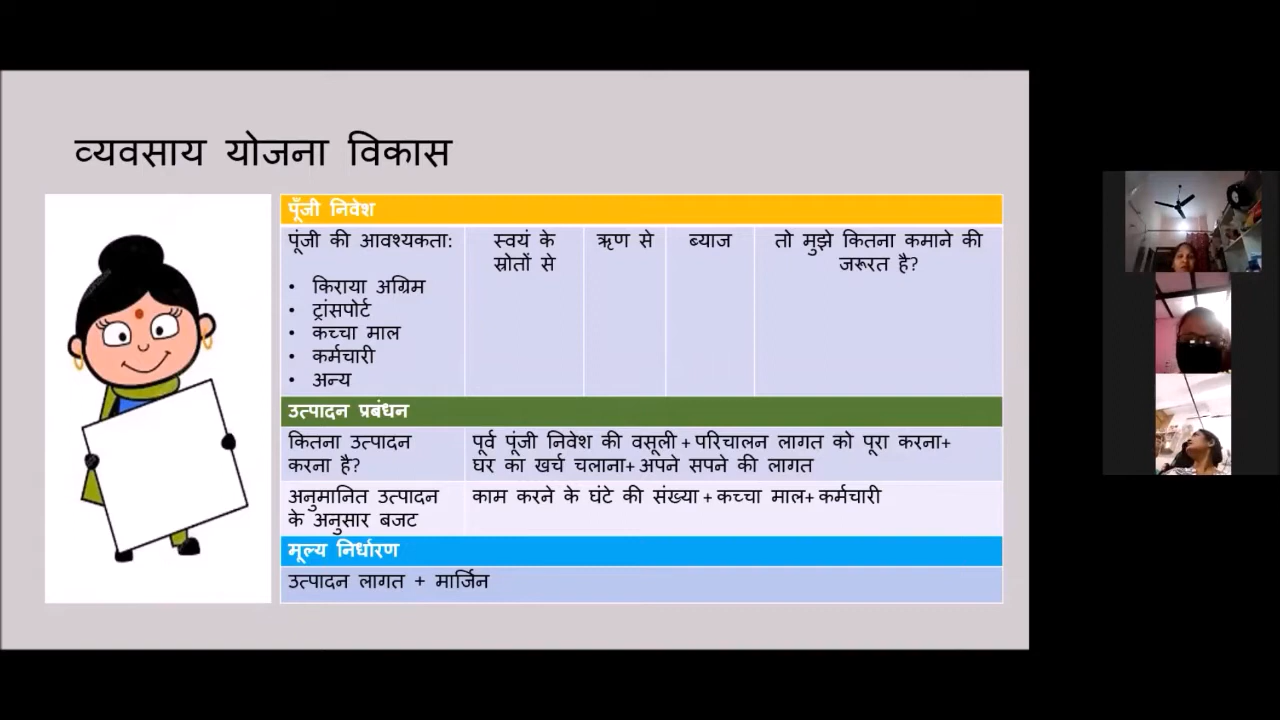 व्यवसाय योजना विकास
पूँजी निवेश
पूंजी की आवश्यकता:
• किराया अग्रिम
• ट्रांसपोर्ट
• कच्चा माल
• कर्मचारी
• अन्य
स्वयं के
स्रोतों से
ऋण से
ब्याज
तो मुझे कितना कमाने की
जरूरत है?
उत्पादन प्रबंधन
कितना उत्पादन
करना है?
पूर्व पूंजी निवेश की वसूली + परिचालन लागत को पूरा करना+
घर का खर्च चलाना+ अपने सपने की लागत
अनुमानित उत्पादन
के अनुसार बजट
काम करने के घंटे की संख्या + कच्चा माल+ कर्मचारी
मूल्य निर्धारण
उत्पादन लागत + मार्जिन